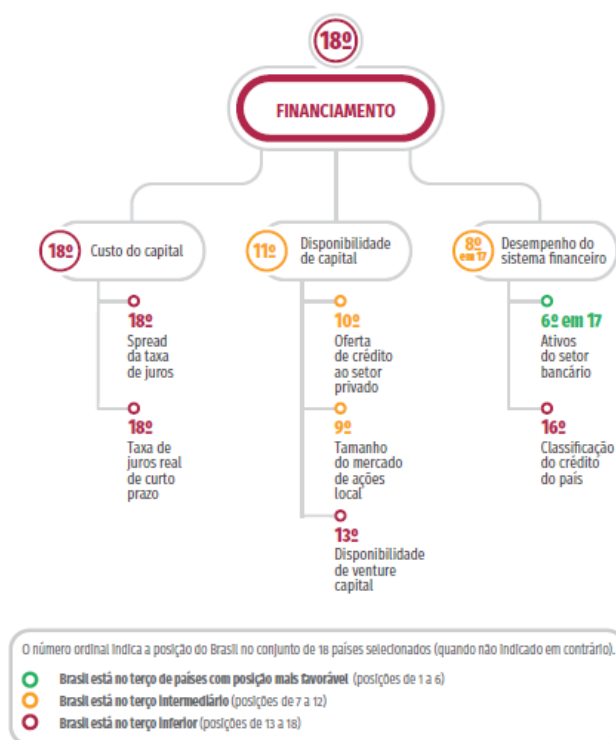 18º
FINANCIAMENTO
18º
Custo do capital
18º
Spread
da taxa
de juros
18º
Taxa de
juros real
de curto
prazo
11º
Disponibilidade
de capital
10º
Oferta
de crédito
ao setor
privado
9º
Tamanho
do mercado
de ações
local
13º
Disponibilidade
de venture
capital
8º
em 17
Desempenho do
sistema financeiro
6º em 17
Ativos
do setor
bancário
16º
Classificação
do crédito
do país
O número ordinal indica a posição do Brasil no conjunto de 18 países selecionados (quando não indicado em contrário).
Brasil está no terço de países com posição mais favorável (posições de 1 a 6)
Brasil está no terço intermediário (posições de 7 a 12)
Brasil está no terço inferior (posições de 13 a 18)